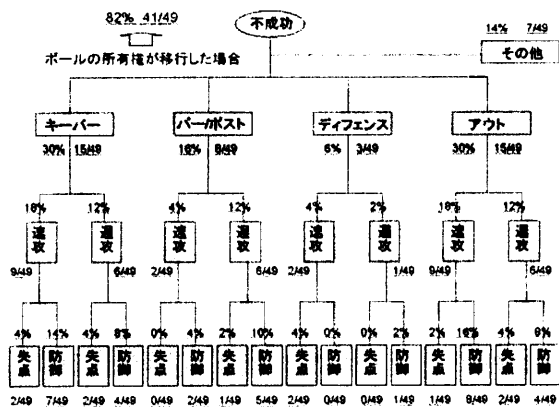 82% 41/49
不成功
14% 7/49
その他
ボールの所有権が移行した場合
キーパー バー/ポスト ディフェンス アウト
30% 15/49 16% 8/49 6% 3/49 30% 15/49
18% 12% 4% 12% 4% 2% 18% 12%
速攻 遅攻 速攻 遅攻 速攻 遅攻 速攻 遅攻
9/49 6/49 2/49 6/49 2/49 1/49 9/49 6/49
4% 14% 4% 8% 0% 4% 2% 10% 4% 0% 0% 2% 2% 16% 4% 8%
失点 防御 失点 防御 失点 防御 失点 防御 失点 防御 失点 防御 失点 防御 失点 防御
2/49 7/49 2/49 4/49 0/49 2/49 1/49 5/49 2/49 0/49 0/49 1/49 1/49 8/49 2/49 4/49